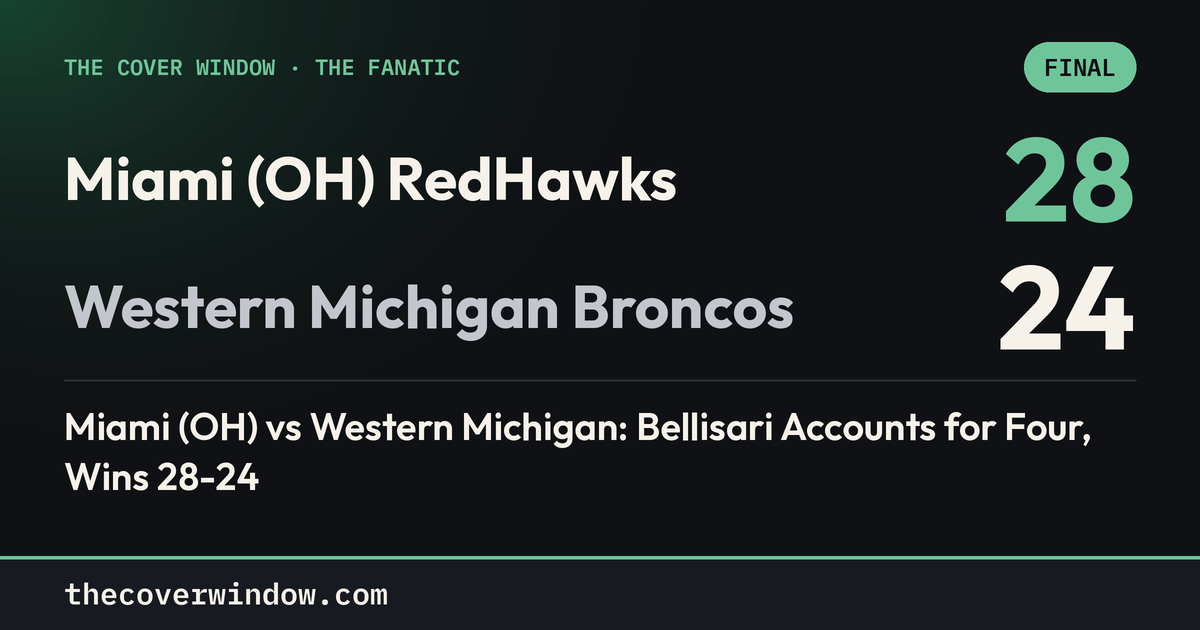 THE COVER WINDOW · THE FANATIC
FINAL
Miami (OH) RedHawks
28
Western Michigan Broncos
24
Miami (OH) vs Western Michigan: Bellisari Accounts for Four,
Wins 28-24
thecoverwindow.com